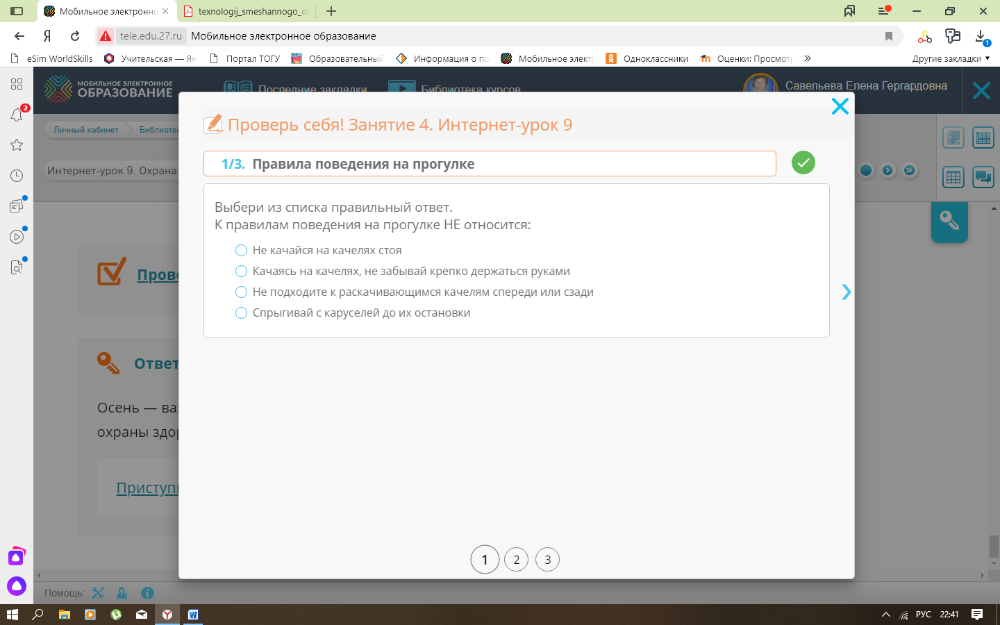 Мобильное электронно
texnologij_smeshannogo_o
tele.edu.27.ru Мобильное электронное образование
1
eSim WorldSkills
Учительская — Ян
Портал ТОГУ
Образовательный
Информация о по
Мобильное электр
Одноклассники
Оценки: Просмотр
Другие закладки
МОБИЛЬНОЕ ЭЛЕКТРОННОЕ
ОБРАЗОВАНИЕ
Последние закладки
Библиотека курсов
Савельева Елена Гергардовна
2
Личный кабинет
Библиотек
Интернет-урок 9. Охрана
Проверь себя! Занятие 4. Интернет-урок 9
1/3. Правила поведения на прогулке
Выбери из списка правильный ответ.
К правилам поведения на прогулке НЕ относится:
Не качайся на качелях стоя
Качаясь на качелях, не забывай крепко держаться руками
Не подходите к раскачивающимся качелям спереди или сзади
Спрыгивай с каруселей до их остановки
Прове
Ответ
Осень — ва
охраны здор
Приступ
1
2
3
Помощь:
РУС
22:41